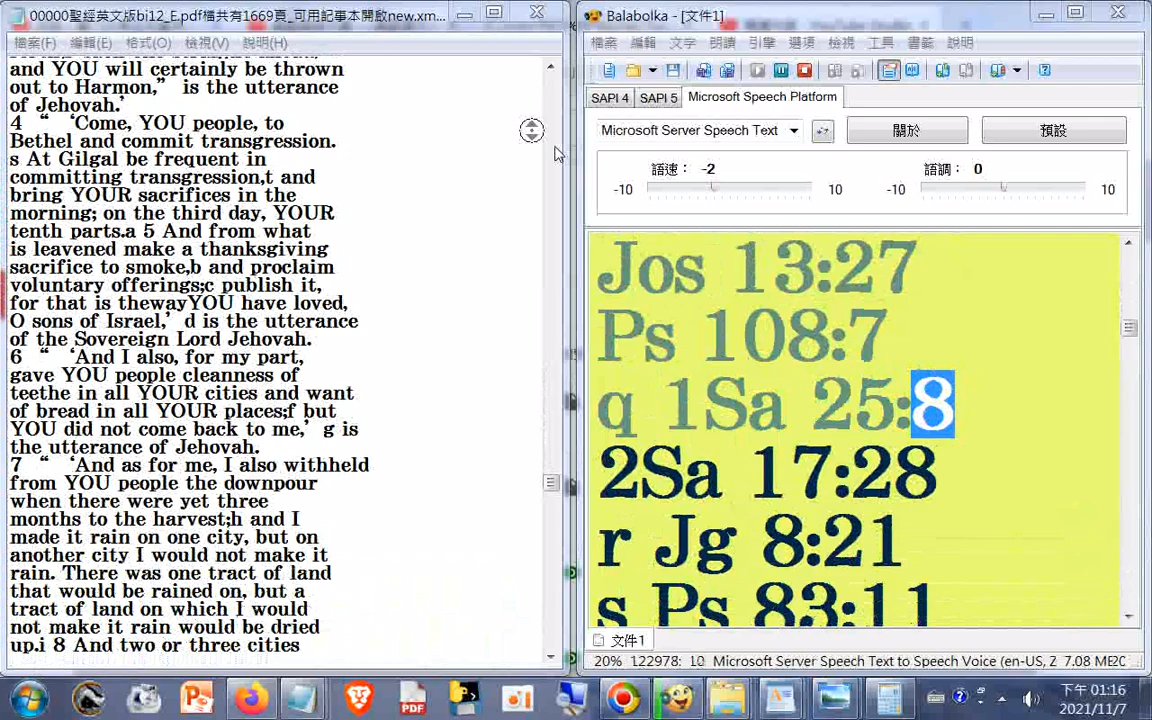 00000聖經英文版bi12_E.pdf檔共有1669頁_可用記事本開啟new.xm...
檔案(F) 編輯(E) 格式(O) 檢視(V) 說明(H)
and YOU will certainly be thrown
out to Harmon,” is the utterance
of Jehovah.’
4 “ ‘Come, YOU people, to
Bethel and commit transgression.
s At Gilgal be frequent in
committing transgression,t and
bring YOUR sacrifices in the
morning; on the third day, YOUR
tenth parts.a 5 And from what
is leavened make a thanksgiving
sacrifice to smoke,b and proclaim
voluntary offerings;c publish it,
for that is thewayYOU have loved,
O sons of Israel,’ d is the utterance
of the Sovereign Lord Jehovah.
6 “ ‘And I also, for my part,
gave YOU people cleanness of
teethe in all YOUR cities and want
of bread in all YOUR places;f but
YOU did not come back to me,’ g is
the utterance of Jehovah.
7 “ ‘And as for me, I also withheld
from YOU people the downpour
when there were yet three
months to the harvest;h and I
made it rain on one city, but on
another city I would not make it
rain. There was one tract of land
that would be rained on, but a
tract of land on which I would
not make it rain would be dried
up.i 8 And two or three cities
Balabolka - [文件1]
檔案 編輯 文字 朗讀 引擎 選項 檢視 工具 書籤 說明
SAPI 4 SAPI 5 Microsoft Speech Platform
Microsoft Server Speech Text 關於 預設
語速： -2 語調： 0
-10 10 -10 10
Jos 13:27
Ps 108:7
q 1Sa 25:8
2Sa 17:28
r Jg 8:21
s Ps 83:11
文件1
20% 122978: 10 Microsoft Server Speech Text to Speech Voice (en-US, Z 7.08 ME2C
下午 01:16
2021/11/7